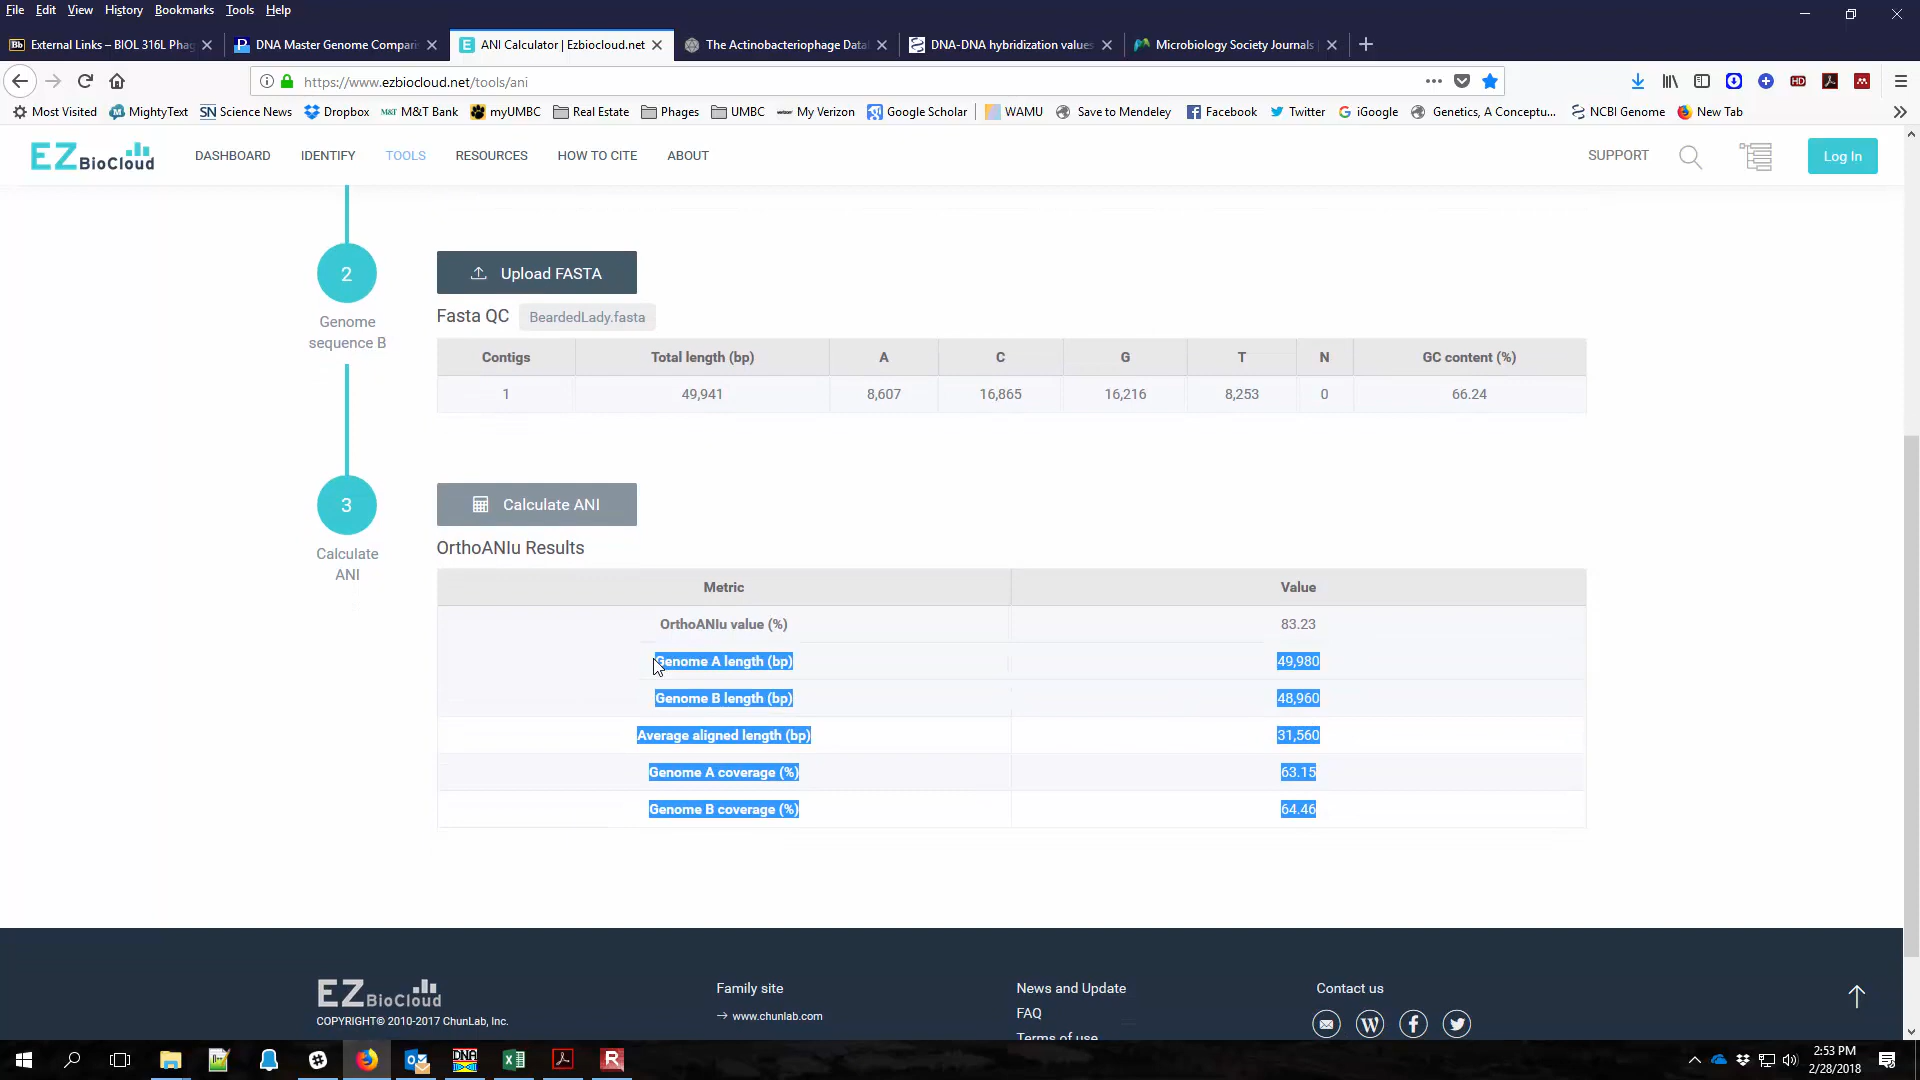 File Edit View History Bookmarks Tools Help
External Links – BIOL 316L Phag
DNA Master Genome Compari
ANI Calculator | Ezbiocloud.net
The Actinobacteriophage Data
DNA-DNA hybridization values
Microbiology Society Journals
https://www.ezbiocloud.net/tools/ani
Most Visited MightyText Science News Dropbox M&T Bank myUMBC Real Estate Phages UMBC My Verizon Google Scholar WAMU Save to Mendeley Facebook Twitter iGoogle Genetics, A Conceptu... NCBI Genome New Tab
EZBioCloud DASHBOARD IDENTIFY TOOLS RESOURCES HOW TO CITE ABOUT SUPPORT Log In
2 Upload FASTA
Genome
sequence B
Fasta QC BeardedLady.fasta
Contigs Total length (bp) A C G T N GC content (%)
1 49,941 8,607 16,865 16,216 8,253 0 66.24
3 Calculate ANI
Calculate
ANI
OrthoANIu Results
Metric Value
OrthoANIu value (%) 83.23
Genome A length (bp) 49,980
Genome B length (bp) 48,960
Average aligned length (bp) 31,560
Genome A coverage (%) 63.15
Genome B coverage (%) 64.46
EZBioCloud Family site News and Update Contact us
COPYRIGHT© 2010-2017 ChunLab, Inc. → www.chunlab.com FAQ
Terms of use
2:53 PM
2/28/2018